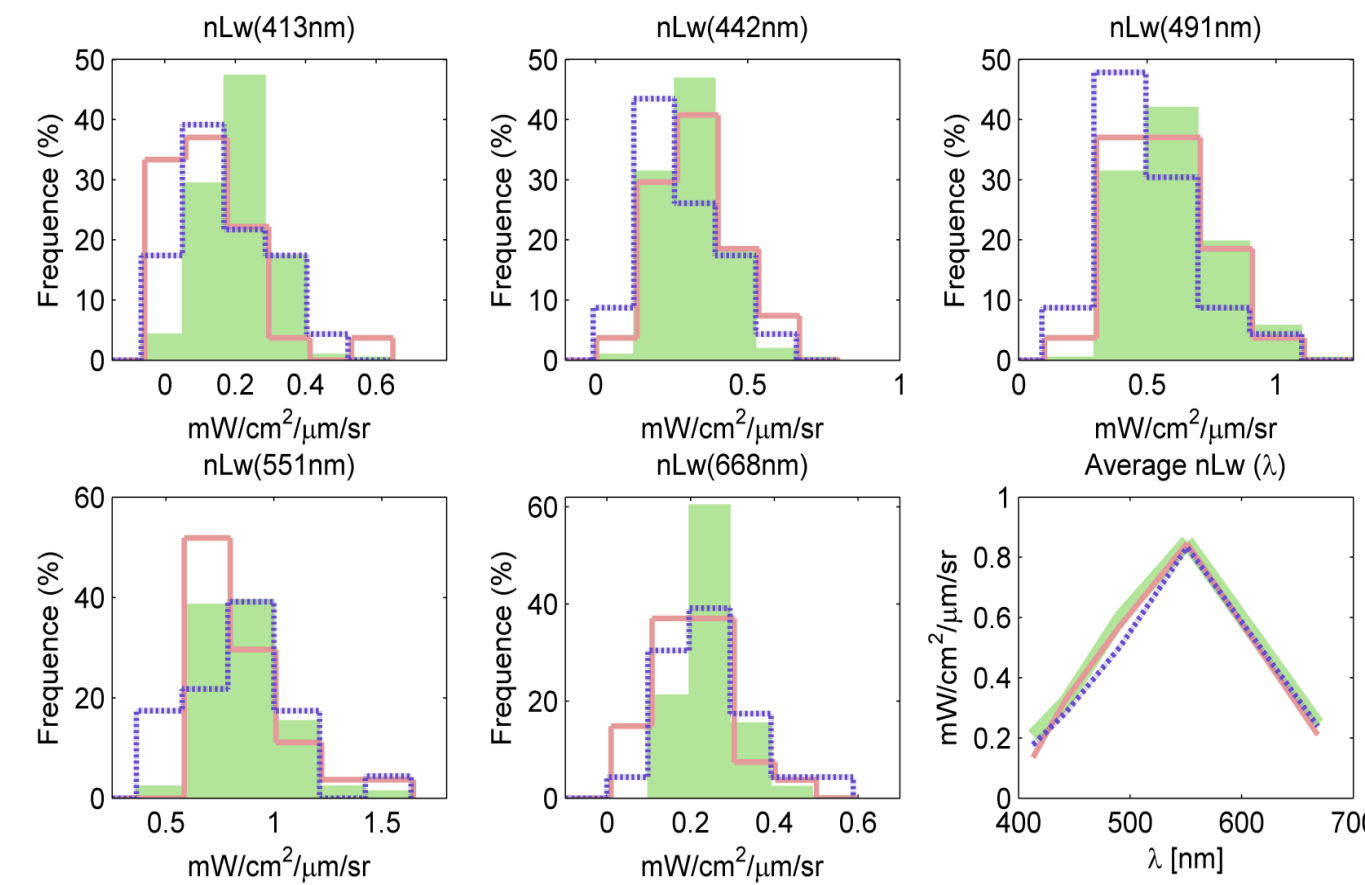 nLw(413nm)
50
40
30
20
10
0
Frequence (%)
0 0.2 0.4 0.6
mW/cm²/μm/sr
nLw(442nm)
50
40
30
20
10
0
Frequence (%)
0 0.5 1
mW/cm²/μm/sr
nLw(491nm)
50
40
30
20
10
0
Frequence (%)
0 0.5 1
mW/cm²/μm/sr
nLw(551nm)
60
40
20
0
Frequence (%)
0.5 1 1.5
mW/cm²/μm/sr
nLw(668nm)
60
40
20
0
Frequence (%)
0 0.2 0.4 0.6
mW/cm²/μm/sr
Average nLw (λ)
1
0.8
0.6
0.4
0.2
0
mW/cm²/μm/sr
400 500 600 700
λ [nm]